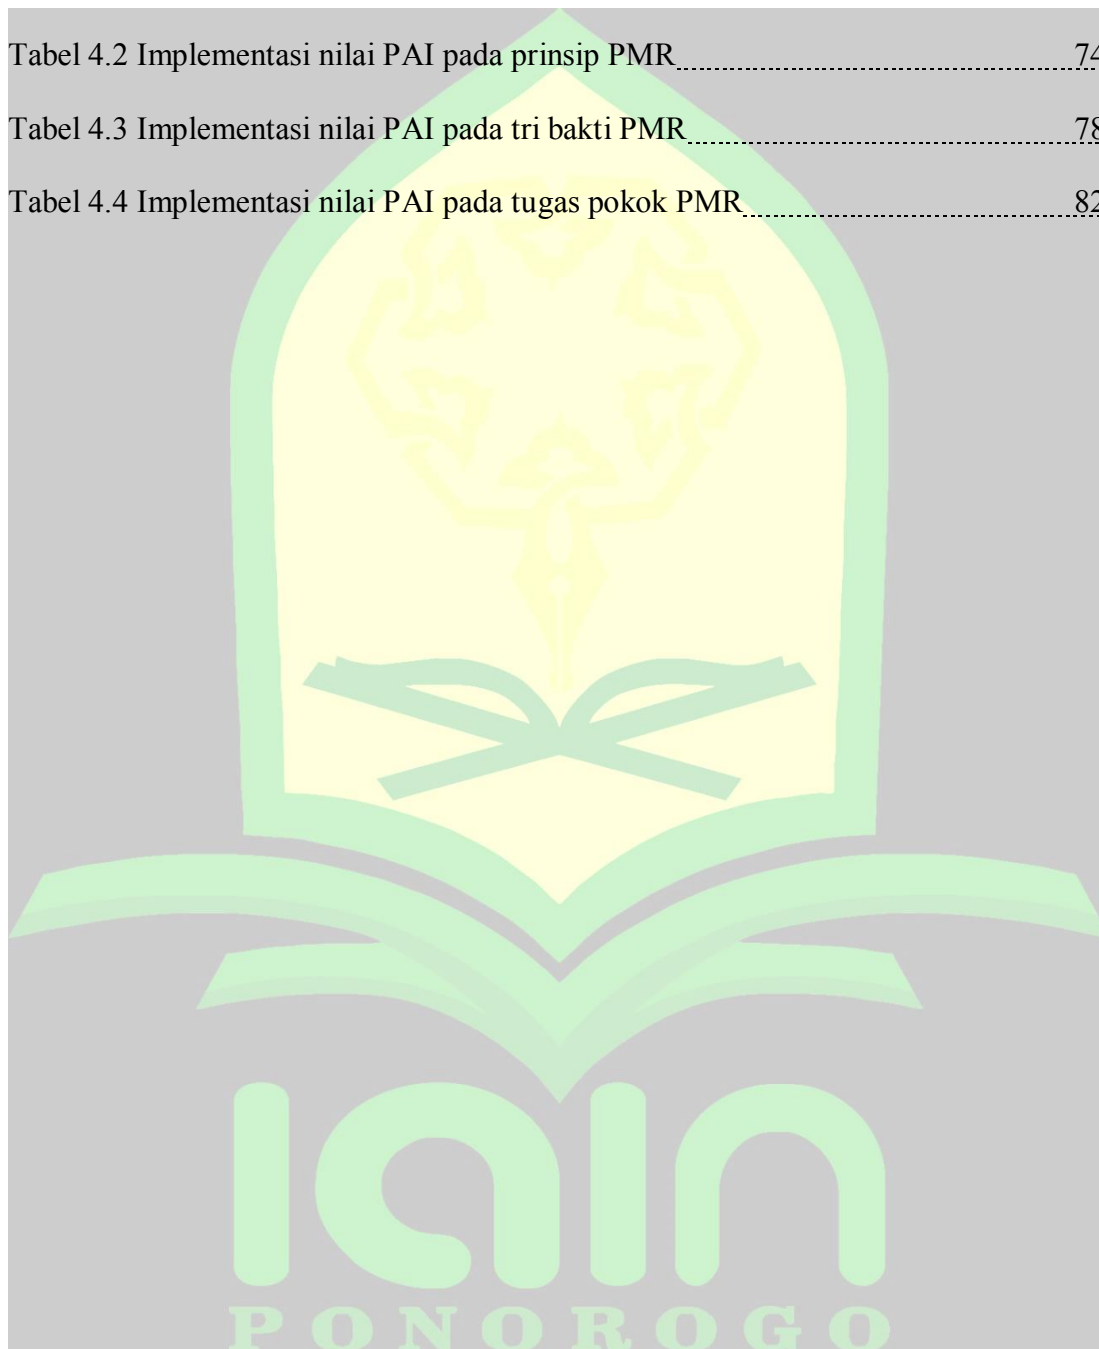 Tabel 4.2 Implementasi nilai PAI pada prinsip PMR 74
Tabel 4.3 Implementasi nilai PAI pada tri bakti PMR 78
Tabel 4.4 Implementasi nilai PAI pada tugas pokok PMR 82
iain
PONOROGO